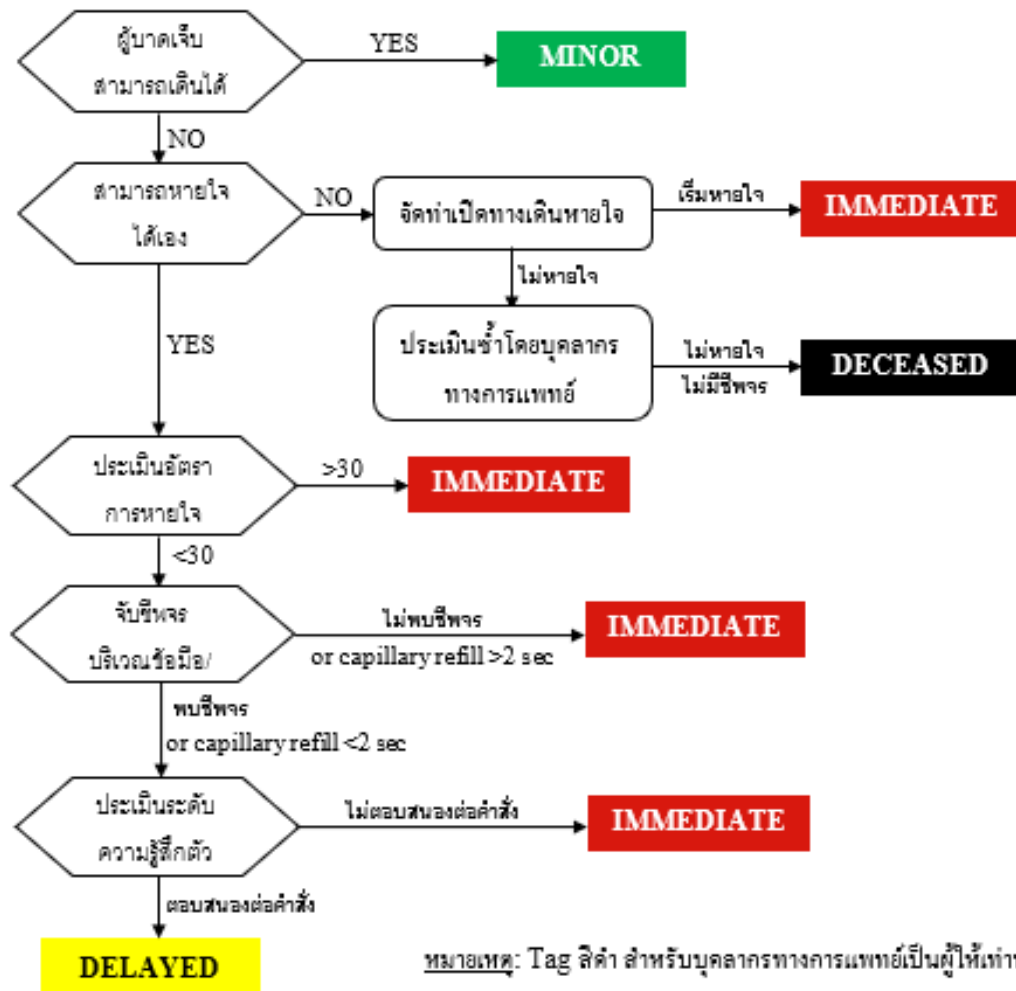 ผู้บาดเจ็บ
สามารถเดินได้
YES
MINOR
NO
สามารถหายใจ
ได้เอง
NO
จัดท่าเปิดทางเดินหายใจ
เริ่มหายใจ
IMMEDIATE
ไม่หายใจ
YES
ประเมินซ้ำโดยบุคลากร
ทางการแพทย์
ไม่หายใจ
ไม่มีชีพจร
DECEASED
ประเมินอัตรา
การหายใจ
>30
IMMEDIATE
<30
จับชีพจร
บริเวณข้อมือ/
ไม่พบชีพจร
or capillary refill >2 sec
IMMEDIATE
พบชีพจร
or capillary refill <2 sec
ประเมินระดับ
ความรู้สึกตัว
ไม่ตอบสนองต่อคำสั่ง
IMMEDIATE
ตอบสนองต่อคำสั่ง
DELAYED
หมายเหตุ: Tag สีดำ สำหรับบุคลากรทางการแพทย์เป็นผู้ให้